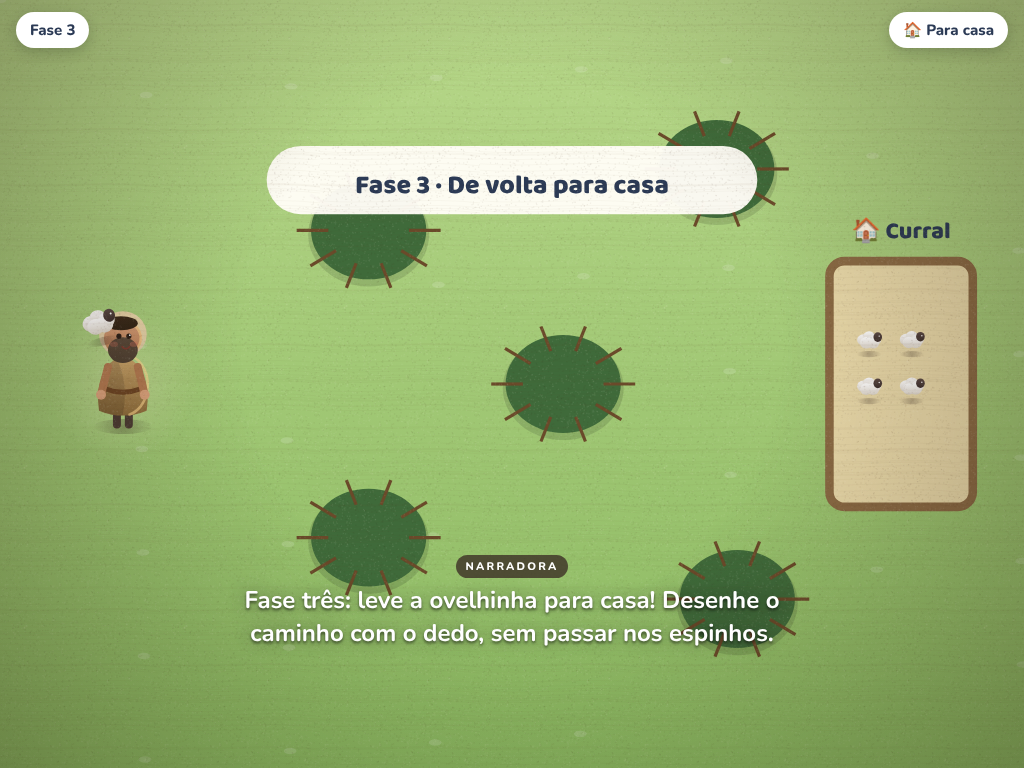 Fase 3
🏠 Para casa
Fase 3 · De volta para casa
🏠 Curral
NARRADORA
Fase três: leve a ovelhinha para casa! Desenhe o
caminho com o dedo, sem passar nos espinhos.